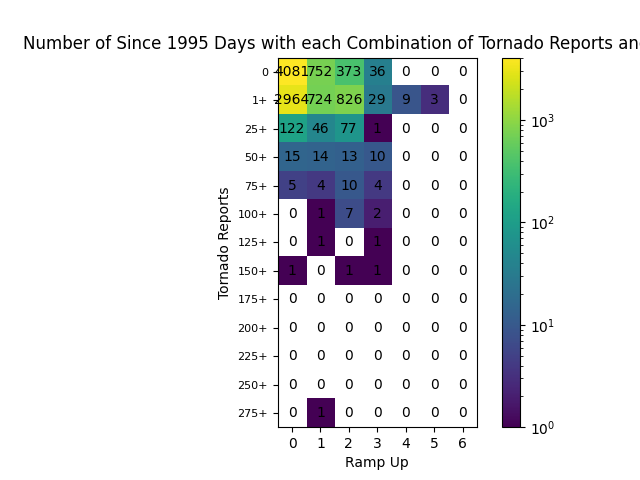 Number of Since 1995 Days with each Combination of Tornado Reports an
0 4081 752 373 36 0 0 0
1+ 2964 724 826 29 9 3 0
25+ 122 46 77 1 0 0 0
50+ 15 14 13 10 0 0 0
75+ 5 4 10 4 0 0 0
100+ 0 1 7 2 0 0 0
125+ 0 1 0 1 0 0 0
150+ 1 0 1 1 0 0 0
175+ 0 0 0 0 0 0 0
200+ 0 0 0 0 0 0 0
225+ 0 0 0 0 0 0 0
250+ 0 0 0 0 0 0 0
275+ 0 1 0 0 0 0 0
0 1 2 3 4 5 6
Ramp Up
Tornado Reports
10³
10²
10¹
10⁰